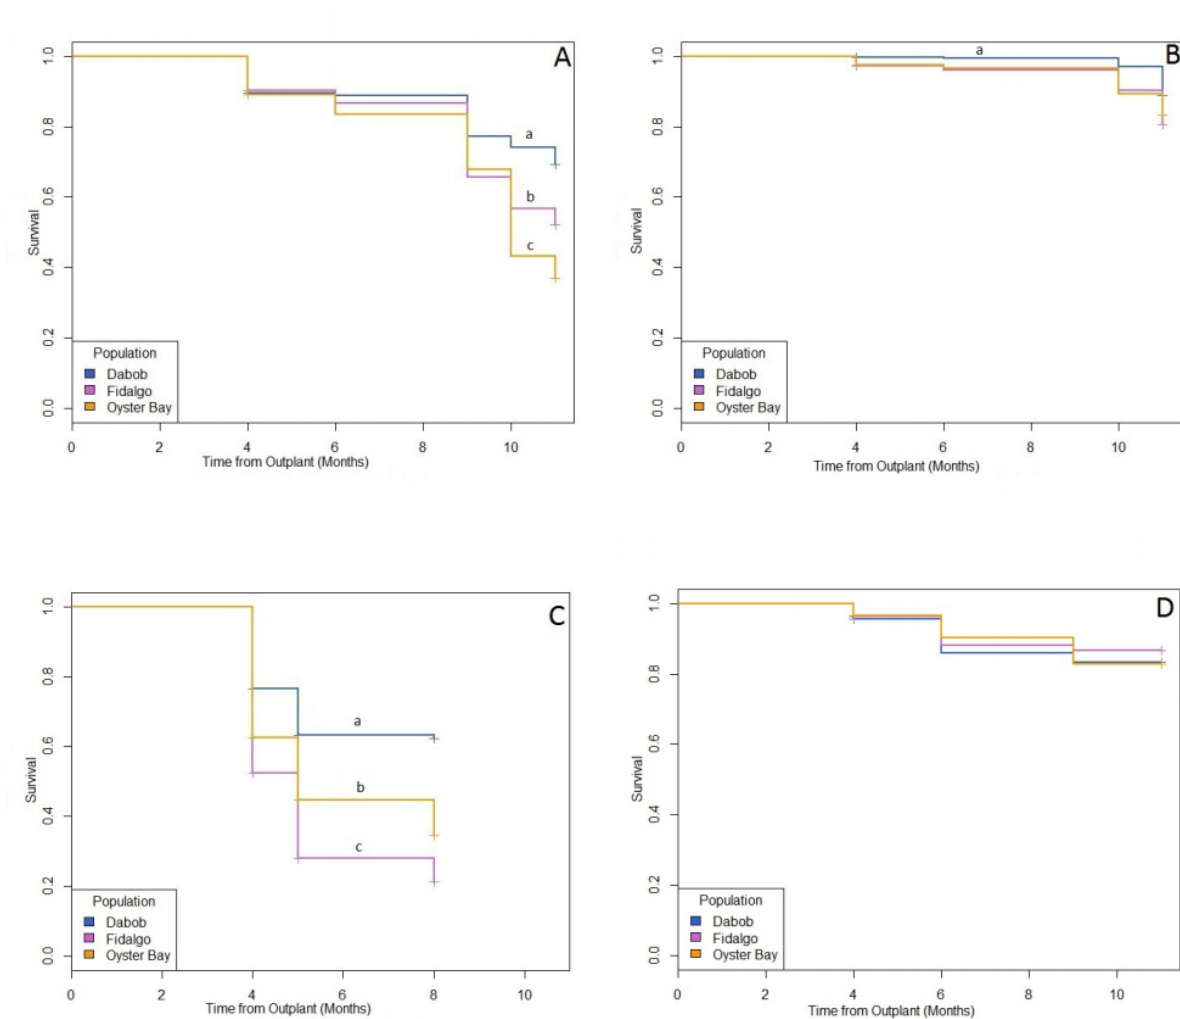 A
1.0
0.8
0.6
0.4
0.2
0.0
Survival
a
b
c
Population
Dabob
Fidalgo
Oyster Bay
0 2 4 6 8 10
Time from Outplant (Months)
B
1.0
0.8
0.6
0.4
0.2
0.0
Survival
a
Population
Dabob
Fidalgo
Oyster Bay
0 2 4 6 8 10
Time from Outplant (Months)
C
1.0
0.8
0.6
0.4
0.2
0.0
Survival
a
b
c
Population
Dabob
Fidalgo
Oyster Bay
0 2 4 6 8 10
Time from Outplant (Months)
D
1.0
0.8
0.6
0.4
0.2
0.0
Survival
Population
Dabob
Fidalgo
Oyster Bay
0 2 4 6 8 10
Time from Outplant (Months)